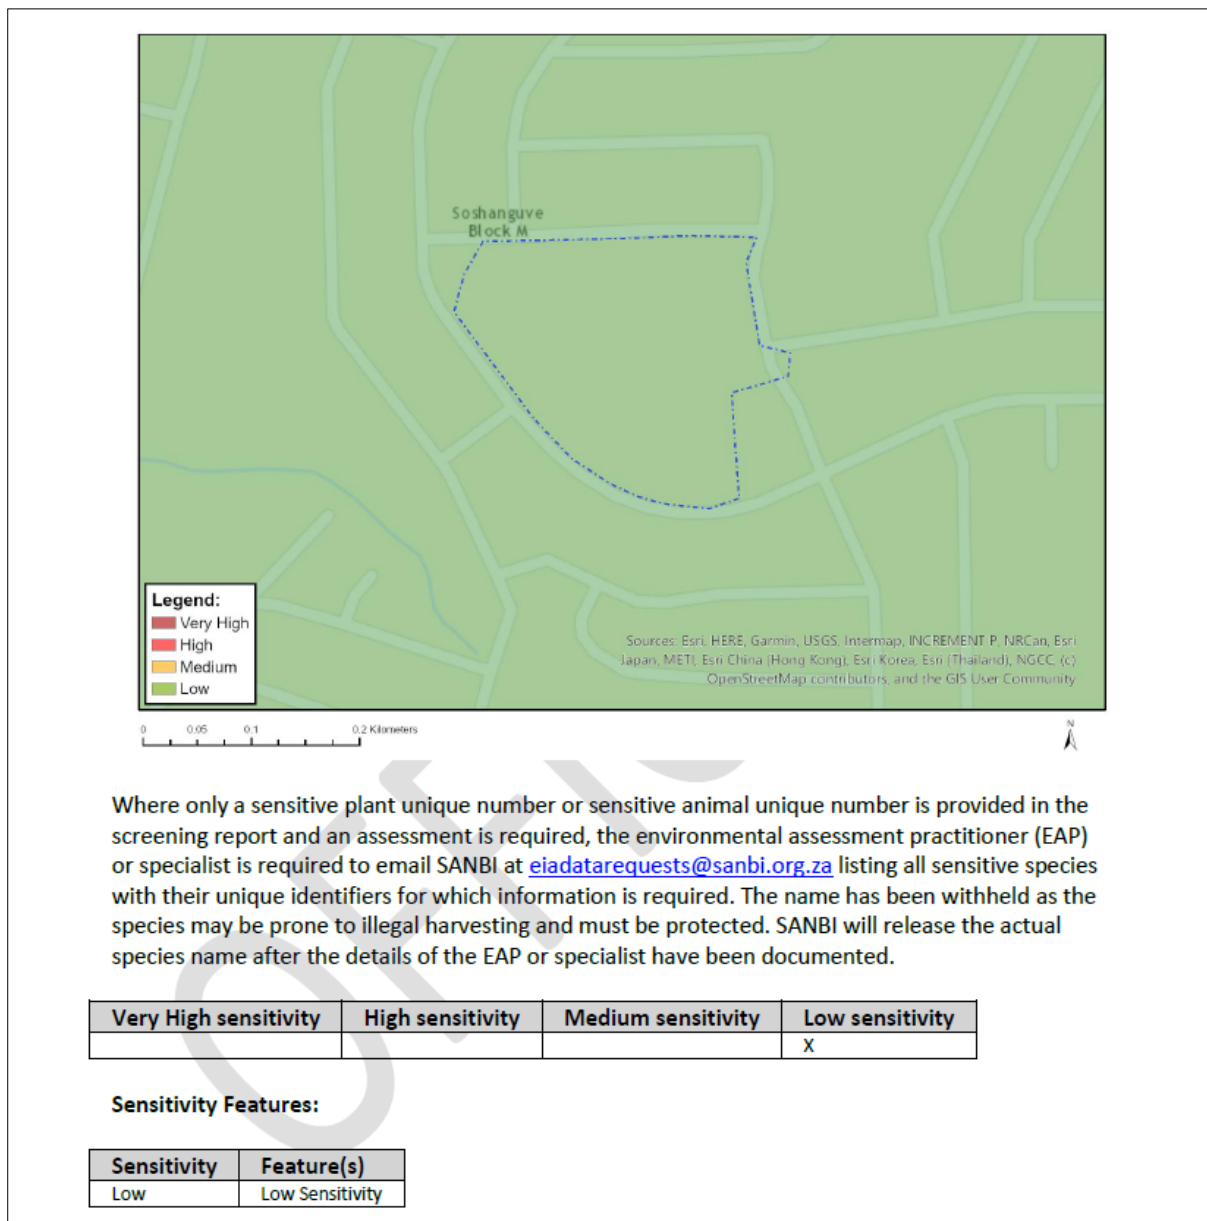 Soshanguve
Block M
Legend:
Very High
High
Medium
Low
Sources: Esri, HERE, Garmin, USGS, Intermap, INCREMENT P, NRCan, Esri
Japan, METI, Esri China (Hong Kong), Esri Korea, Esri (Thailand), NGCC, (c)
OpenStreetMap contributors, and the GIS User Community
0 0.05 0.1 0.2 Kilometers
N
Where only a sensitive plant unique number or sensitive animal unique number is provided in the
screening report and an assessment is required, the environmental assessment practitioner (EAP)
or specialist is required to email SANBI at eiadatarequests@sanbi.org.za listing all sensitive species
with their unique identifiers for which information is required. The name has been withheld as the
species may be prone to illegal harvesting and must be protected. SANBI will release the actual
species name after the details of the EAP or specialist have been documented.
Very High sensitivity High sensitivity Medium sensitivity Low sensitivity
X
Sensitivity Features:
Sensitivity Feature(s)
Low Low Sensitivity